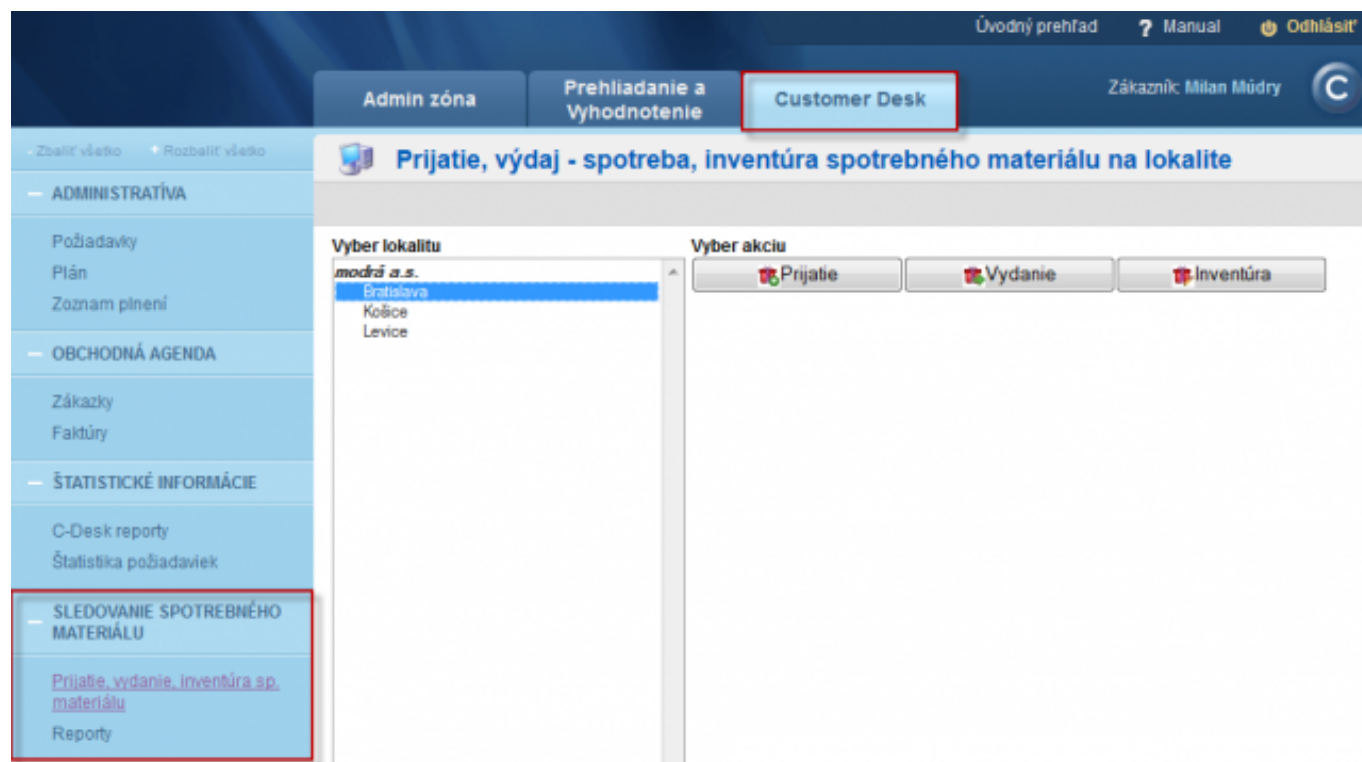 Úvodný prehľad ? Manual Odhlásiť
Admin zóna
Prehliadanie a
Vyhodnotenie
Customer Desk
Zákazník: Milan Múdry
C
- Zbaliť všetko + Rozbaliť všetko
Prijatie, výdaj - spotreba, inventúra spotrebného materiálu na lokalite
ADMINISTRATÍVA
Požiadavky
Plán
Zoznam plnení
OBCHODNÁ AGENDA
Zákazky
Faktúry
ŠTATISTICKÉ INFORMÁCIE
C-Desk reporty
Štatistika požiadaviek
SLEDOVANIE SPOTREBNÉHO
MATERIÁLU
Prijatie, vydanie, inventúra sp.
materiálu
Reporty
Vyber lokalitu
modrá a.s.
Bratislava
Košice
Levice
Vyber akciu
Prijatie Vydanie Inventúra